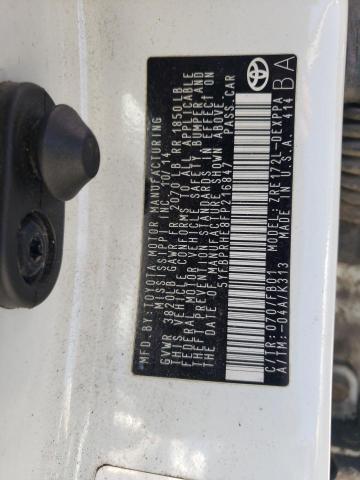 MFD.BY:TOYOTA MOTOR MANUFACTURING
MISSISSIPPI, INC. 10/14
GVWR 3820LB GAWR FR 2070 LB RR 1850LB
THIS VEHICLE CONFORMS TO ALL APPLICABLE
FEDERAL MOTOR VEHICLE SAFETY, BUMPER AND
THEFT PREVENTION STANDARDS IN EFFECT ON
THE DATE OF MANUFACTURE SHOWN ABOVE.
5YFBPRHE8FP216847 PASS.CAR
C/TR: 070/FB01 MODEL: ZRE172L-DEXPPA
A/TM:-04A/K313 MADE IN U.S.A. 414
BA